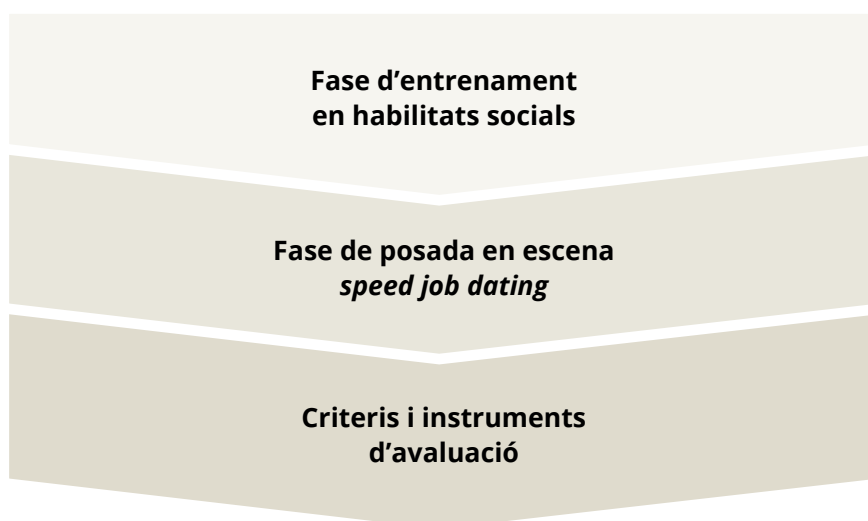 Fase d’entrenament
en habilitats socials
Fase de posada en escena
speed job dating
Criteris i instruments
d’avaluació